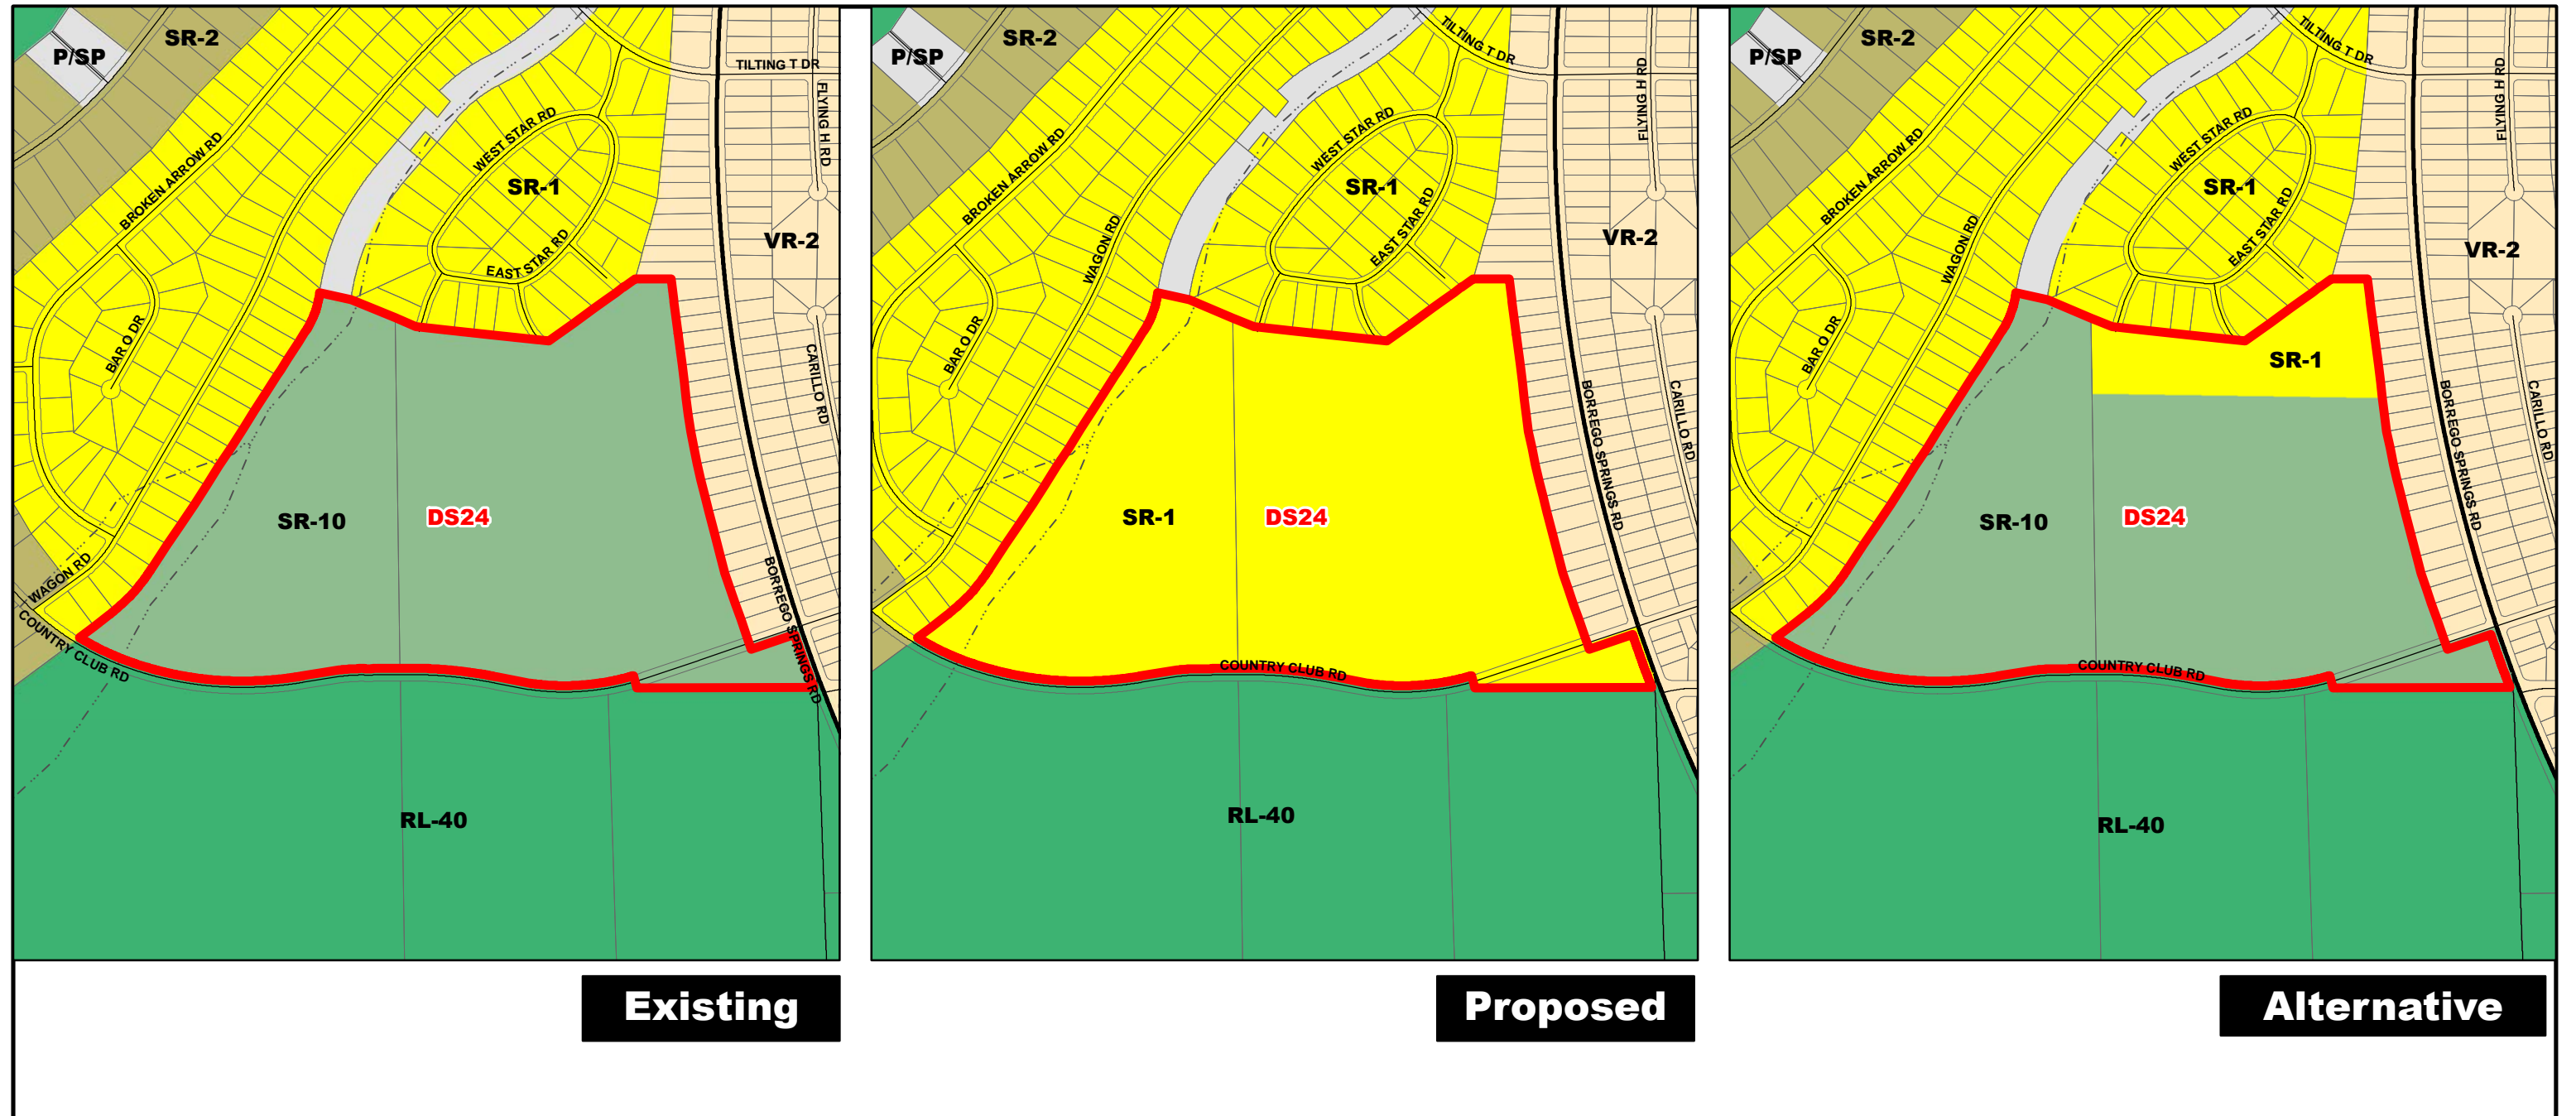 SR-2
P/SP
TILTING T DR
FLYING H RD
BROKEN ARROW RD
WEST STAR RD
SR-1
VR-2
EAST STAR RD
BAR O DR
CARILLO RD
SR-10
DS24
WAGON RD
COUNTRY CLUB RD
BORREGO SPRINGS RD
RL-40
Existing
SR-2
P/SP
TILTING T DR
FLYING H RD
BROKEN ARROW RD
WEST STAR RD
SR-1
EAST STAR RD
VR-2
WAGON RD
BAR O DR
BORREGO SPRINGS RD
CARILLO RD
SR-1
DS24
COUNTRY CLUB RD
RL-40
Proposed
SR-2
P/SP
TILTING T DR
FLYING H RD
BROKEN ARROW RD
WEST STAR RD
SR-1
EAST STAR RD
VR-2
WAGON RD
BAR O DR
SR-1
BORREGO SPRINGS RD
CARILLO RD
SR-10
DS24
COUNTRY CLUB RD
RL-40
Alternative